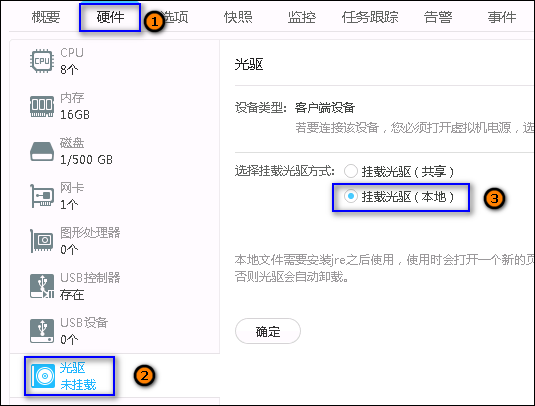 概要 硬件 选项 快照 监控 任务跟踪 告警 事件
1
CPU
8个
内存
16GB
磁盘
1/500 GB
网卡
1个
图形处理器
0个
USB控制器
存在
USB设备
0个
光驱
未挂载
2
光驱
设备类型: 客户端设备
若要连接该设备，您必须打开虚拟机电源，选
选择挂载光驱方式: 挂载光驱 ( 共享 )
挂载光驱 ( 本地 )
3
本地文件需要安装jre之后使用，使用时会打开一个新的页
否则光驱会自动卸载。
确定